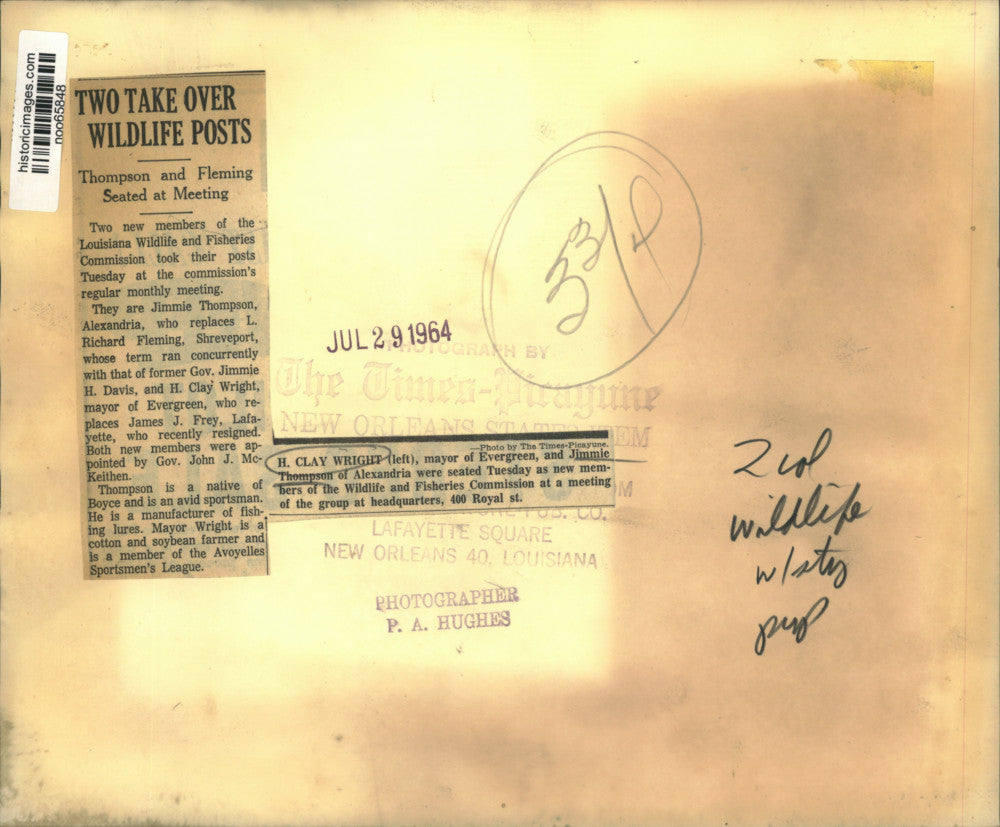 historicimages.com
noo65848
TWO TAKE OVER
WILDLIFE POSTS
Thompson and Fleming
Seated at Meeting
Two new members of the
Louisiana Wildlife and Fisheries
Commission took their posts
Tuesday at the commission's
regular monthly meeting.
They are Jimmie Thompson,
Alexandria, who replaces L.
Richard Fleming, Shreveport,
whose term ran concurrently
with that of former Gov. Jimmie
H. Davis, and H. Clay Wright,
mayor of Evergreen, who re-
places James J. Frey, Lafa-
yette, who recently resigned.
Both new members were ap-
pointed by Gov. John J. Mc-
Keithen.
Thompson is a native of
Boyce and is an avid sportsman.
He is a manufacturer of fish-
ing lures. Mayor Wright is a
cotton and soybean farmer and
is a member of the Avoyelles
Sportsmen's League.
JUL 29 1964
PHOTOGRAPH BY
The Times-Picayune
NEW ORLEANS STATES ITEM
—Photo by The Times-Picayune.
H. CLAY WRIGHT (left), mayor of Evergreen, and Jimmie
Thompson of Alexandria were seated Tuesday as new mem-
bers of the Wildlife and Fisheries Commission at a meeting
of the group at headquarters, 400 Royal st.
PUB. CO.
LAFAYETTE SQUARE
NEW ORLEANS 40, LOUISIANA
PHOTOGRAPHER
P. A. HUGHES
2 col
wildlife
w/sty